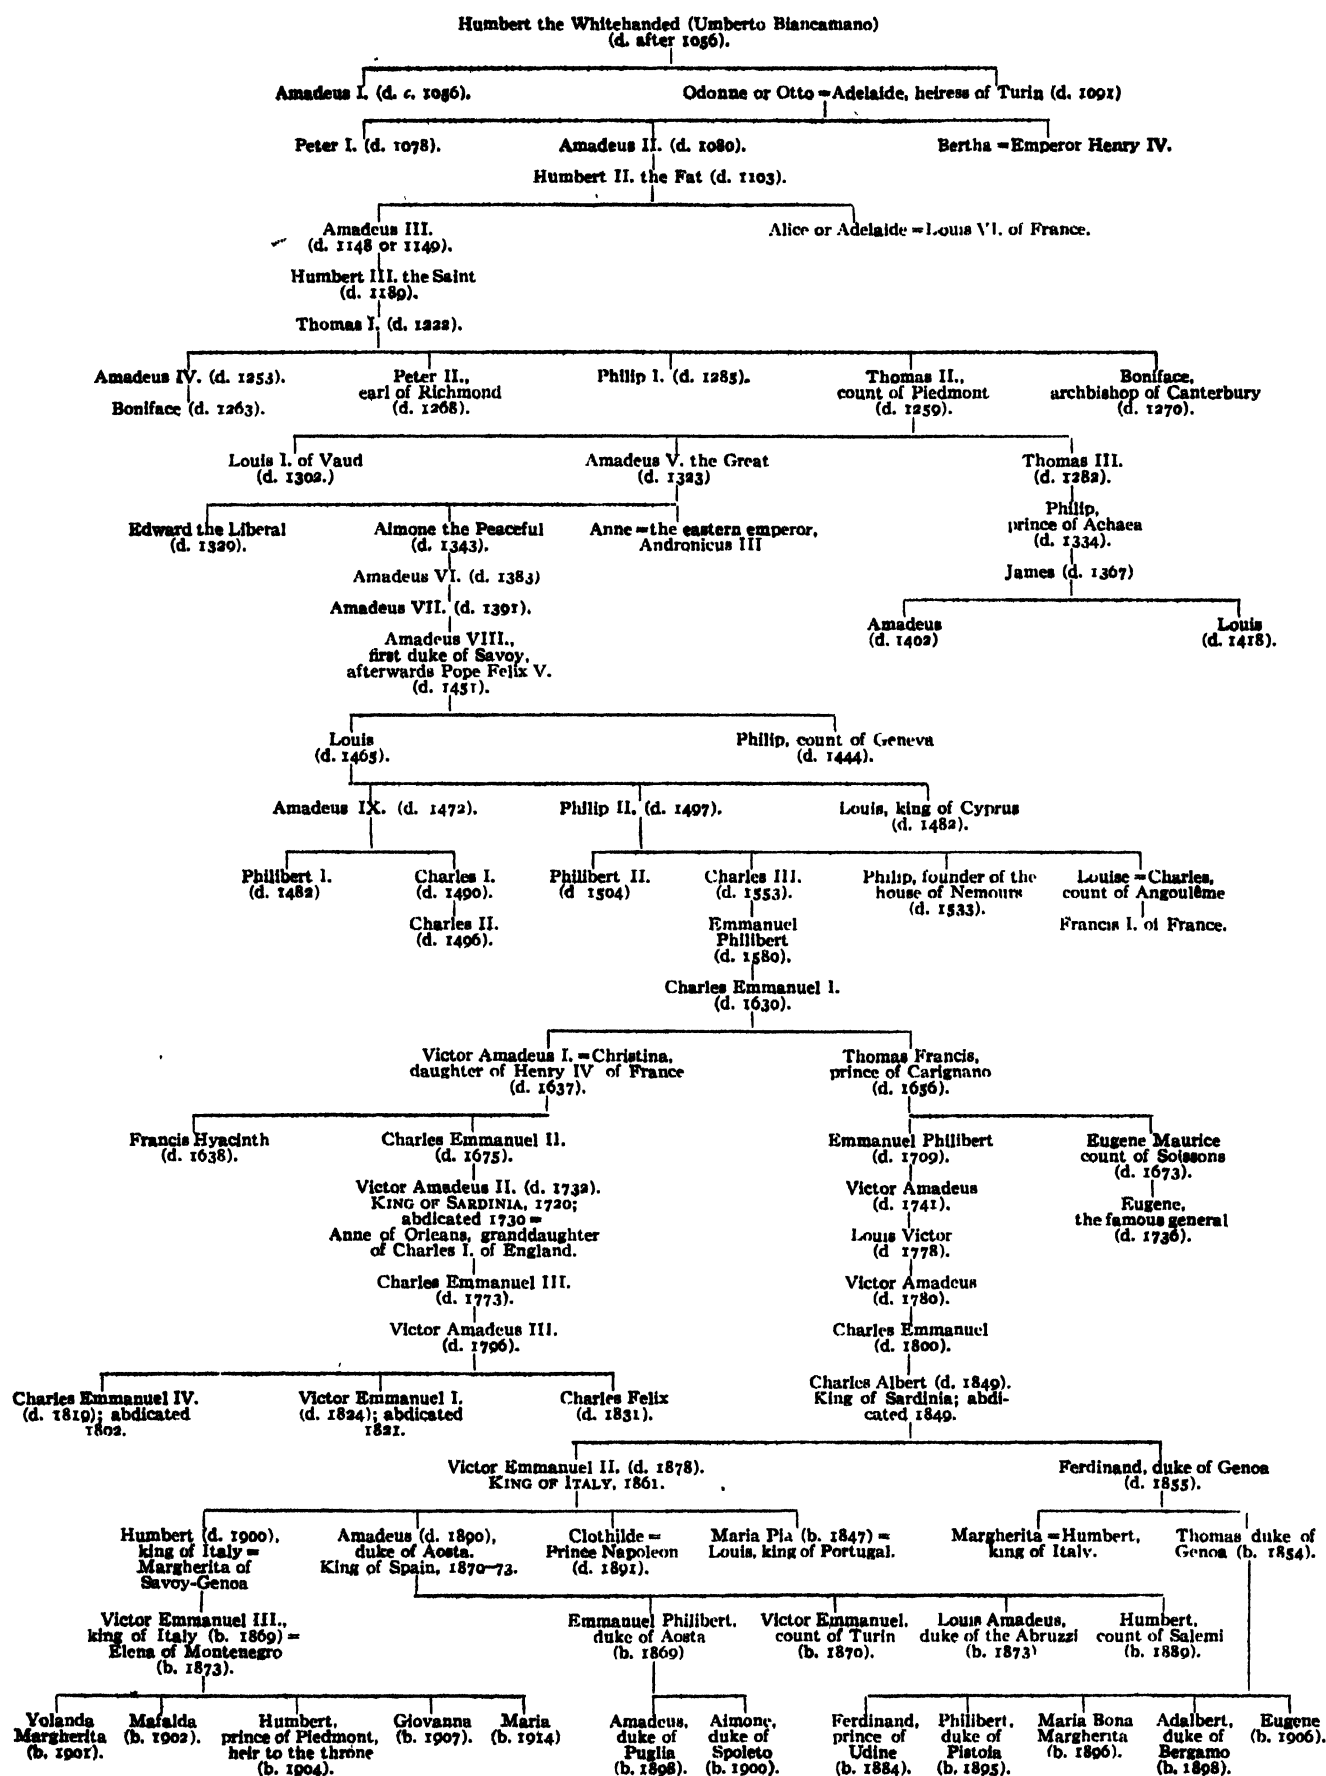 Humbert the Whitehanded (Umberto Biancamano)
(d. after 1056).
Amadeus I. (d. c. 1056).
Odonne or Otto = Adelaide, heiress of Turin (d. 1091)
Peter I. (d. 1078).
Amadeus II. (d. 1080).
Bertha = Emperor Henry IV.
Humbert II. the Fat (d. 1103).
Amadeus III.
(d. 1148 or 1149).
Alice or Adelaide = Louis VI. of France.
Humbert III. the Saint
(d. 1189).
Thomas I. (d. 1222).
Amadeus IV. (d. 1253).
Boniface (d. 1263).
Peter II.,
earl of Richmond
(d. 1268).
Philip I. (d. 1285).
Thomas II.,
count of Piedmont
(d. 1259).
Boniface,
archbishop of Canterbury
(d. 1270).
Louis I. of Vaud
(d. 1302.)
Amadeus V. the Great
(d. 1323)
Thomas III.
(d. 1282).
Philip,
prince of Achaea
(d. 1334).
James (d. 1367)
Edward the Liberal
(d. 1329).
Aimone the Peaceful
(d. 1343).
Anne = the eastern emperor,
Andronicus III
Amadeus VI. (d. 1383)
Amadeus VII. (d. 1391).
Amadeus VIII.,
first duke of Savoy,
afterwards Pope Felix V.
(d. 1451).
Amadeus
(d. 1402)
Louis
(d. 1418).
Louis
(d. 1465).
Philip, count of Geneva
(d. 1444).
Amadeus IX. (d. 1472).
Philip II. (d. 1497).
Louis, king of Cyprus
(d. 1482).
Philibert I.
(d. 1482)
Charles I.
(d. 1490).
Charles II.
(d. 1496).
Philibert II.
(d 1504)
Charles III.
(d. 1553).
Emmanuel
Philibert
(d. 1580).
Philip, founder of the
house of Nemours
(d. 1533).
Louise = Charles,
count of Angoulême
Francis I. of France.
Charles Emmanuel I.
(d. 1630).
Victor Amadeus I. = Christina,
daughter of Henry IV of France
(d. 1637).
Thomas Francis,
prince of Carignano
(d. 1656).
Francis Hyacinth
(d. 1638).
Charles Emmanuel II.
(d. 1675).
Victor Amadeus II. (d. 1732).
KING OF SARDINIA, 1720;
abdicated 1730 =
Anne of Orleans, granddaughter
of Charles I. of England.
Charles Emmanuel III.
(d. 1773).
Victor Amadeus III.
(d. 1796).
Emmanuel Philibert
(d. 1709).
Victor Amadeus
(d. 1741).
Louis Victor
(d 1778).
Victor Amadeus
(d. 1780).
Charles Emmanuel
(d. 1800).
Charles Albert (d. 1849).
King of Sardinia; abdi-
cated 1849.
Eugene Maurice
count of Soissons
(d. 1673).
Eugene,
the famous general
(d. 1736).
Charles Emmanuel IV.
(d. 1819); abdicated
1802.
Victor Emmanuel I.
(d. 1824); abdicated
1821.
Charles Felix
(d. 1831).
Victor Emmanuel II. (d. 1878).
KING OF ITALY, 1861.
Ferdinand, duke of Genoa
(d. 1855).
Humbert (d. 1900),
king of Italy =
Margherita of
Savoy-Genoa
Amadeus (d. 1890),
duke of Aosta.
King of Spain, 1870-73.
Clothilde =
Prince Napoleon
(d. 1891).
Maria Pia (b. 1847) =
Louis, king of Portugal.
Margherita = Humbert,
king of Italy.
Thomas duke of
Genoa (b. 1854).
Victor Emmanuel III.,
king of Italy (b. 1869) =
Elena of Montenegro
(b. 1873).
Emmanuel Philibert,
duke of Aosta
(b. 1869)
Victor Emmanuel,
count of Turin
(b. 1870).
Louis Amadeus,
duke of the Abruzzi
(b. 1873)
Humbert,
count of Salemi
(b. 1889).
Yolanda
Margherita
(b. 1901).
Mafalda
(b. 1902).
Humbert,
prince of Piedmont,
heir to the throne
(b. 1904).
Giovanna
(b. 1907).
Maria
(b. 1914)
Amadeus,
duke of
Puglia
(b. 1898).
Aimone,
duke of
Spoleto
(b. 1900).
Ferdinand,
prince of
Udine
(b. 1884).
Philibert,
duke of
Pistoia
(b. 1895).
Maria Bona
Margherita
(b. 1896).
Adalbert,
duke of
Bergamo
(b. 1898).
Eugene
(b. 1906).